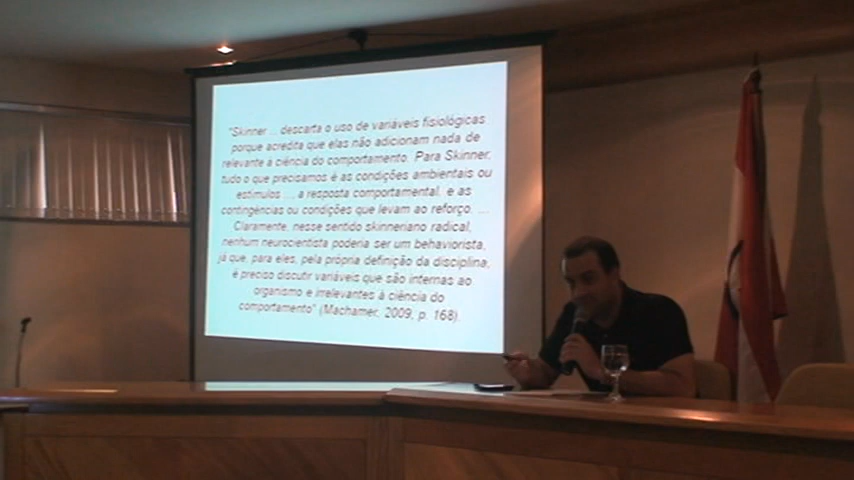 "Skinner ... descarta o uso de variáveis fisiológicas
porque acredita que elas não adicionam nada de
relevante à ciência do comportamento. Para Skinner,
tudo o que precisamos é as condições ambientais ou
estímulos ..., a resposta comportamental, e as
contingências ou condições que levam ao reforço. ...
Claramente, nesse sentido skinneriano radical,
nenhum neurocientista poderia ser um behaviorista,
já que, para eles, pela própria definição da disciplina,
é preciso discutir variáveis que são internas ao
organismo e irrelevantes à ciência do
comportamento" (Machamer, 2009, p. 168).